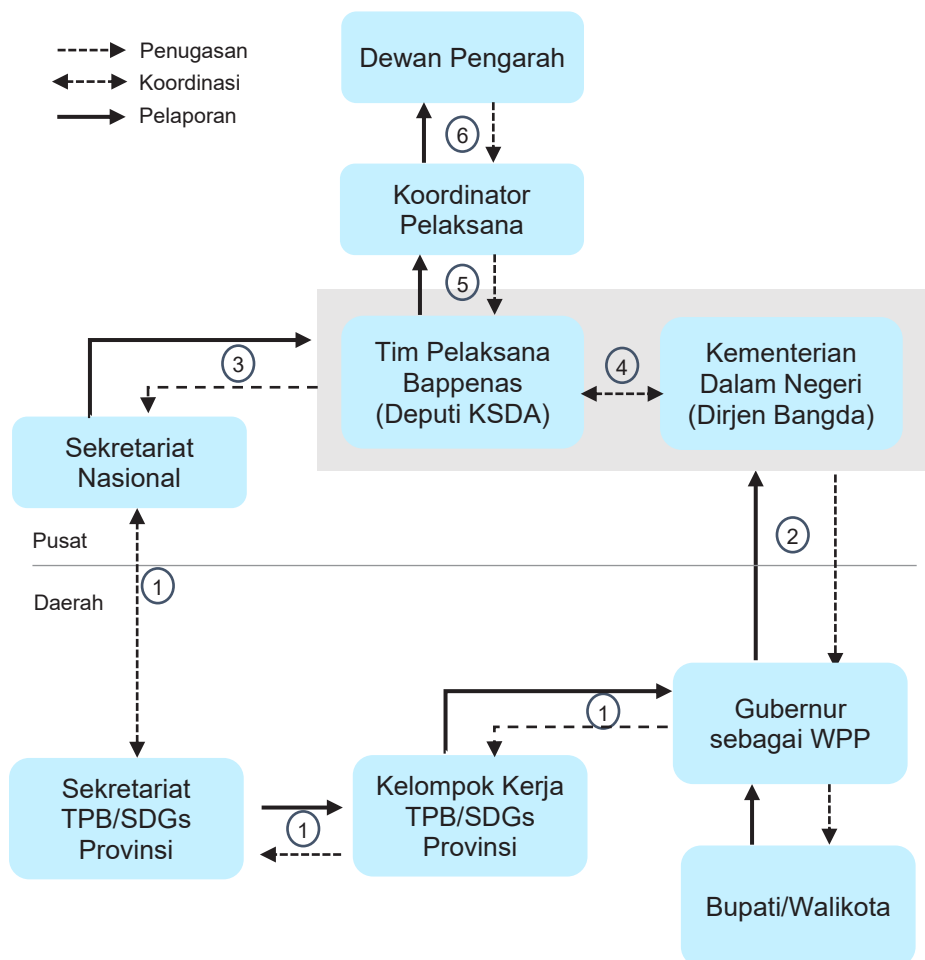 Penugasan
Koordinasi
Pelaporan
Dewan Pengarah
6
Koordinator
Pelaksana
5
Tim Pelaksana
Bappenas
(Deputi KSDA)
4
Kementerian
Dalam Negeri
(Dirjen Bangda)
3
Sekretariat
Nasional
2
Pusat
1
Daerah
Gubernur
sebagai WPP
1
Sekretariat
TPB/SDGs
Provinsi
1
Kelompok Kerja
TPB/SDGs
Provinsi
Bupati/Walikota